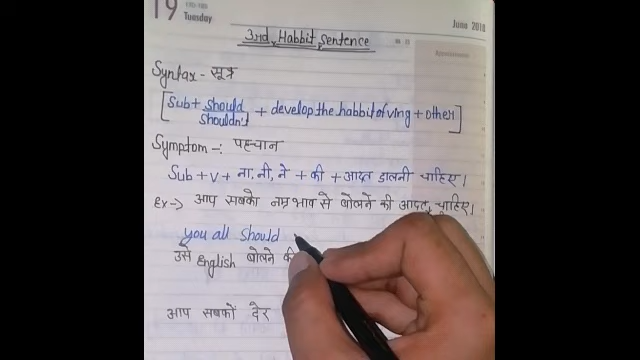 19
Tuesday
June 2018
3rd, Habbit Sentence
Syntax - सूत्र
[Sub + should / shouldn't + develop the habbit of ving + other]
Symptom -: पहचान
Sub + v + ना, नी, ने + की + आदत डालनी चाहिए।
Ex -> आप सबको नम्र भाव से बोलने की आदत चाहिए।
you all should
उसे English बोलने की
आप सबकों देर